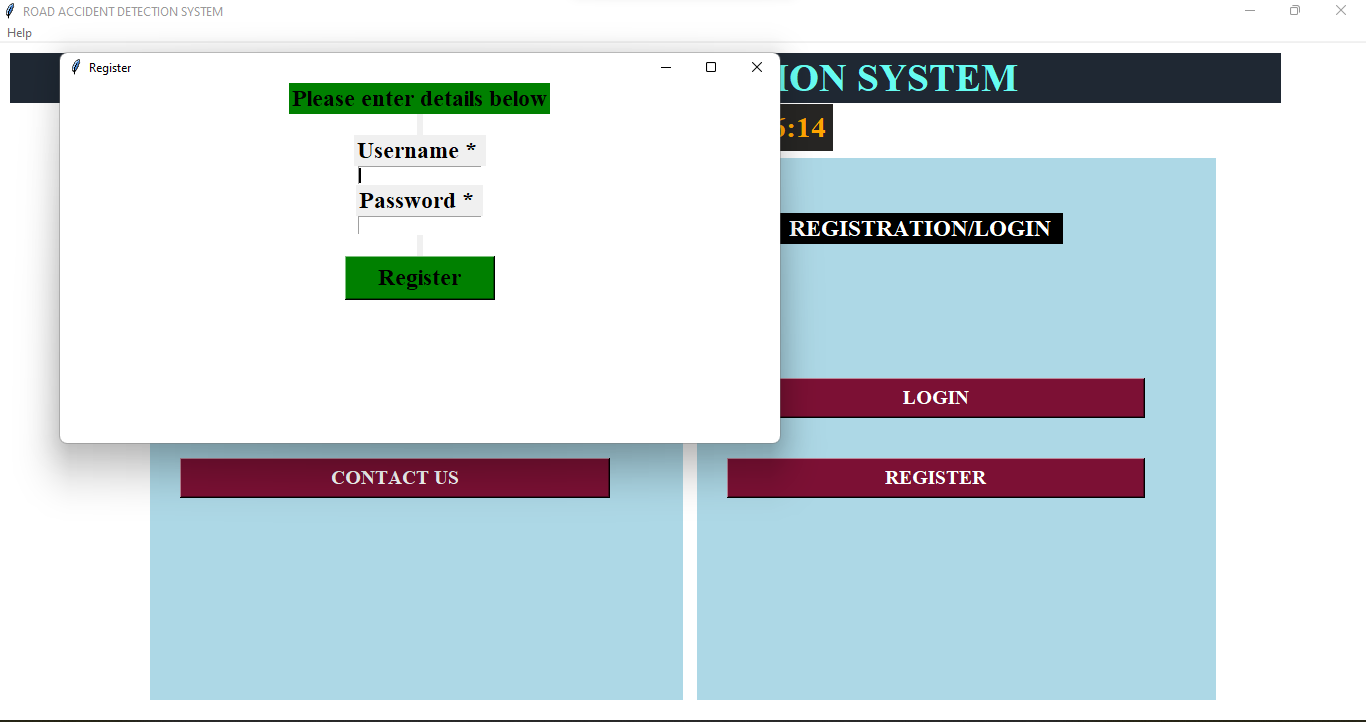 ROAD ACCIDENT DETECTION SYSTEM
Help
Register
ION SYSTEM
Please enter details below
:14
Username *
Password *
REGISTRATION/LOGIN
Register
LOGIN
CONTACT US
REGISTER